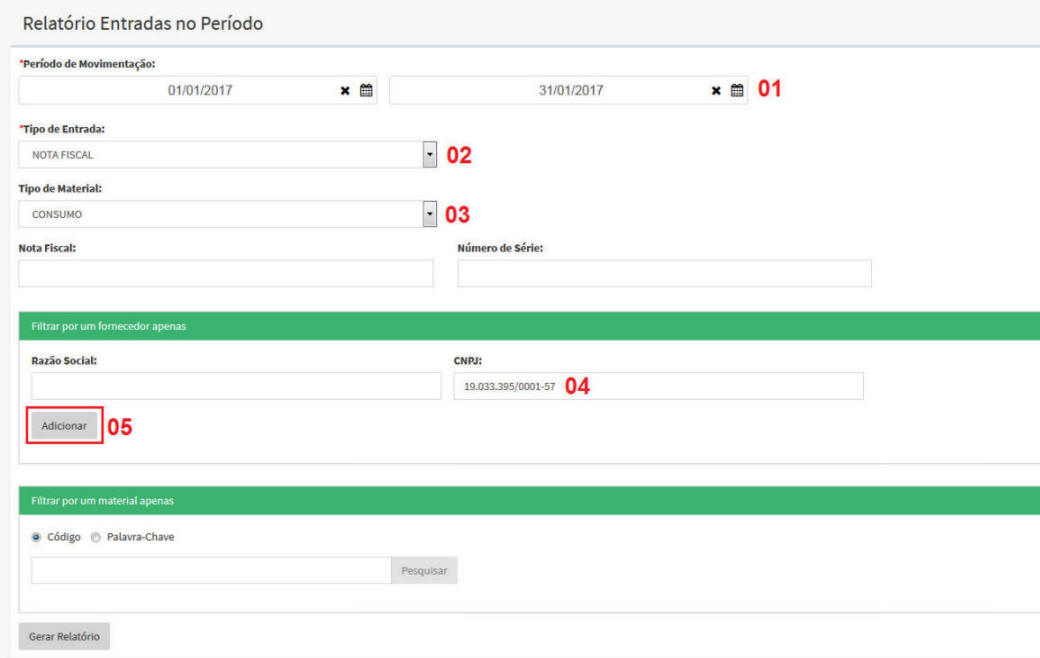 Relatório Entradas no Período
*Período de Movimentação:
01/01/2017 31/01/2017 01
*Tipo de Entrada:
NOTA FISCAL 02
Tipo de Material:
CONSUMO 03
Nota Fiscal: Número de Série:
Filtrar por um fornecedor apenas
Razão Social: CNPJ:
19.033.395/0001-57 04
Adicionar 05
Filtrar por um material apenas
Código Palavra-Chave
Pesquisar
Gerar Relatório